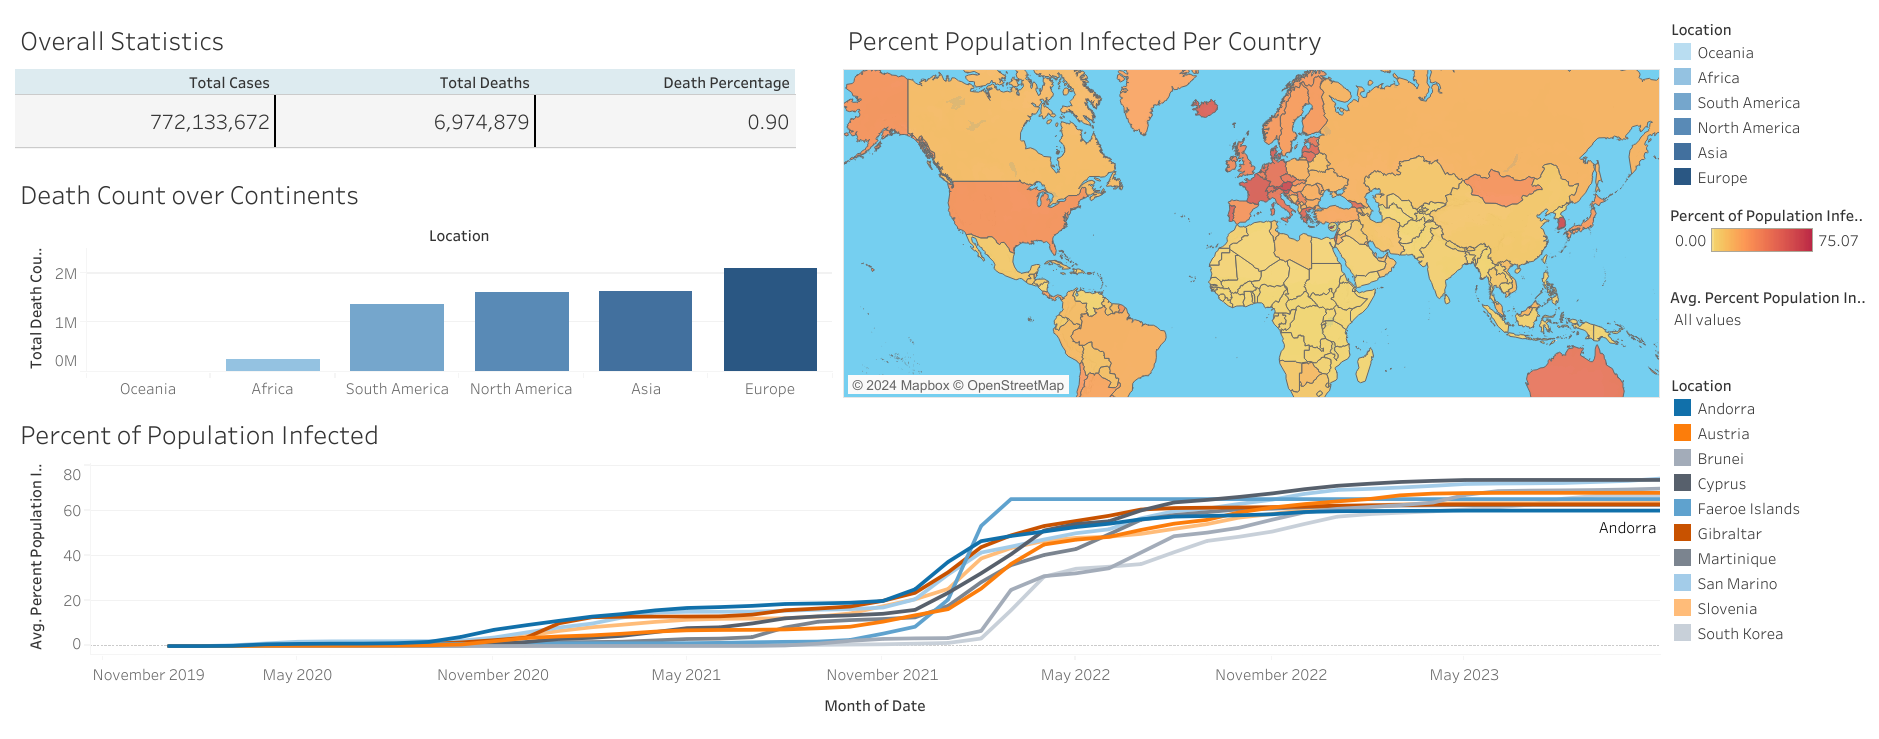 Overall Statistics
Total Cases Total Deaths Death Percentage
772,133,672 6,974,879 0.90
Death Count over Continents
Location
Total Death Cou..
2M
1M
0M
Oceania Africa South America North America Asia Europe
Percent Population Infected Per Country
© 2024 Mapbox © OpenStreetMap
Location
Oceania
Africa
South America
North America
Asia
Europe
Percent of Population Infe..
0.00 75.07
Avg. Percent Population In..
All values
Percent of Population Infected
Avg. Percent Population I..
80
60
40
20
0
Andorra
November 2019 May 2020 November 2020 May 2021 November 2021 May 2022 November 2022 May 2023
Month of Date
Location
Andorra
Austria
Brunei
Cyprus
Faeroe Islands
Gibraltar
Martinique
San Marino
Slovenia
South Korea